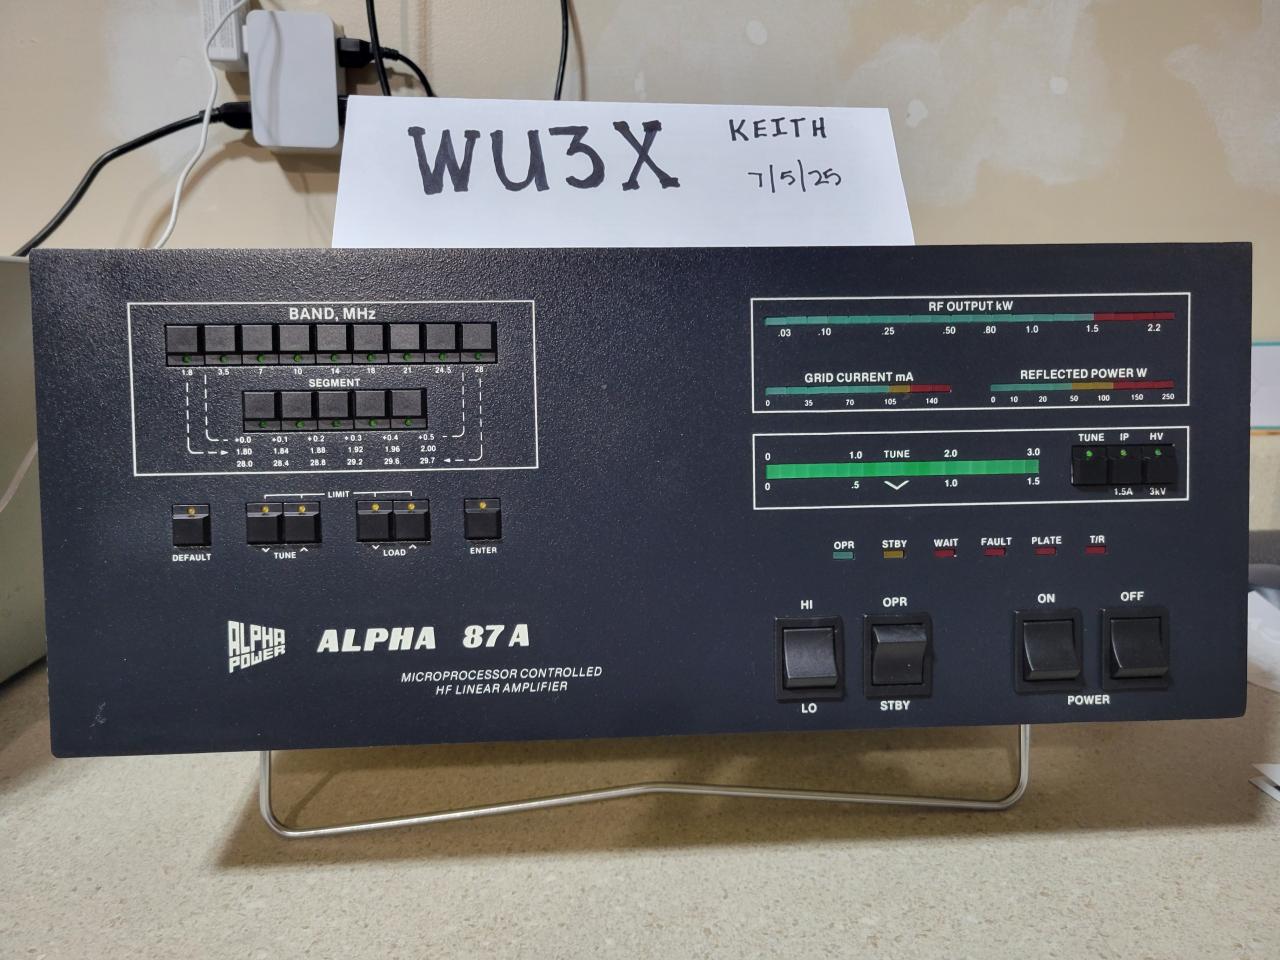 WU3X
KEITH
7/5/25
BAND, MHz
1.8 3.5 7 10 14 18 21 24.5 28
SEGMENT
+0.0 +0.1 +0.2 +0.3 +0.4 +0.5
1.80 1.84 1.88 1.92 1.96 2.00
28.0 28.4 28.8 29.2 29.6 29.7
LIMIT
DEFAULT TUNE LOAD ENTER
ALPHA POWER
ALPHA 87A
MICROPROCESSOR CONTROLLED
HF LINEAR AMPLIFIER
RF OUTPUT kW
.03 .10 .25 .50 .80 1.0 1.5 2.2
GRID CURRENT mA
0 35 70 105 140
REFLECTED POWER W
0 10 20 50 100 150 250
0 1.0 TUNE 2.0 3.0
0 .5 1.0 1.5
TUNE IP HV
1.5A 3kV
OPR STBY WAIT FAULT PLATE T/R
HI OPR ON OFF
LO STBY POWER